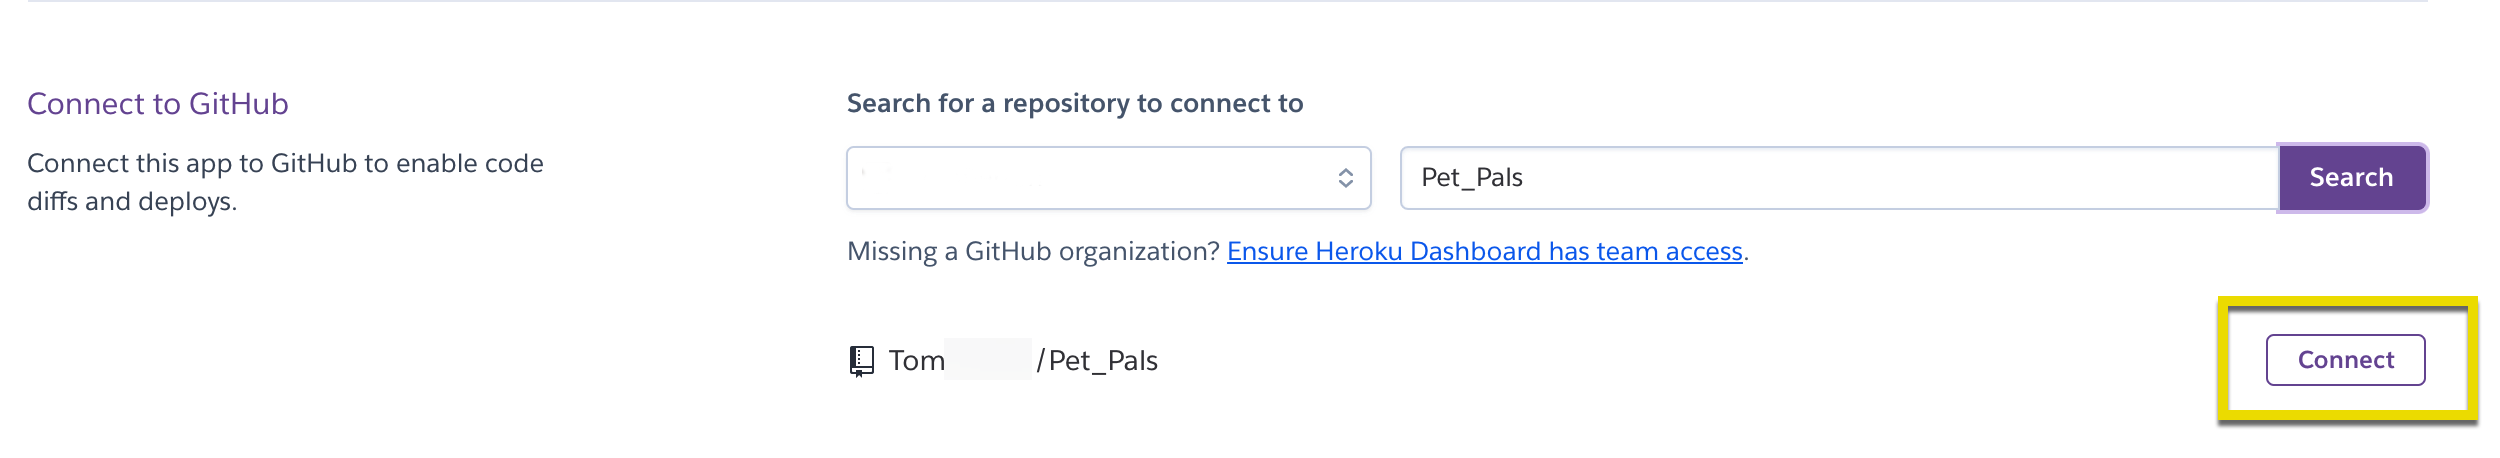 Connect to GitHub
Connect this app to GitHub to enable code
diffs and deploys.
Search for a repository to connect to
Pet_Pals
Search
Missing a GitHub organization? Ensure Heroku Dashboard has team access.
Tom /Pet_Pals
Connect